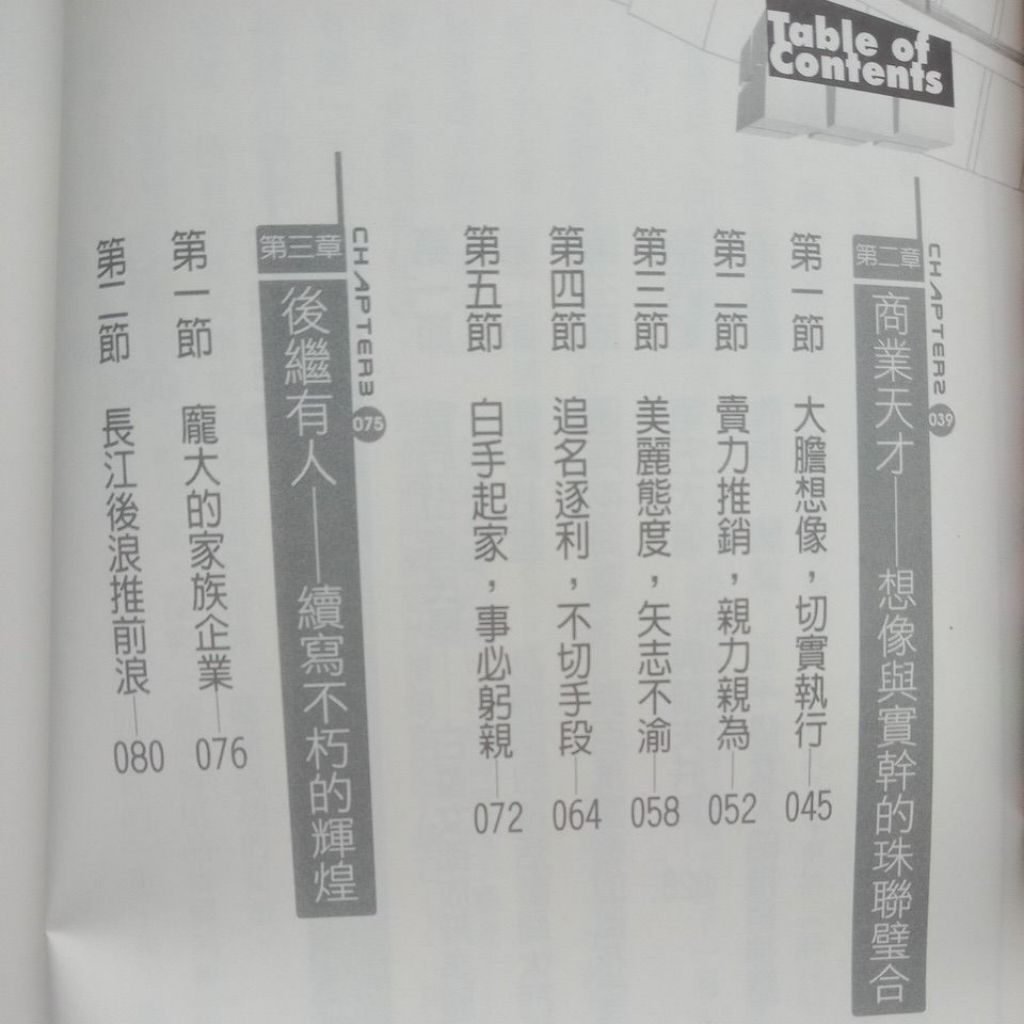 Table of
Contents
CHAPTER2 039
第二章 商業天才——想像與實幹的珠聯璧合
第一節 大膽想像，切實執行—045
第二節 賣力推銷，親力親為—052
第三節 美麗態度，矢志不渝—058
第四節 追名逐利，不切手段—064
第五節 白手起家，事必躬親—072
CHAPTER3 075
第三章 後繼有人——續寫不朽的輝煌
第一節 龐大的家族企業—076
第二節 長江後浪推前浪—080